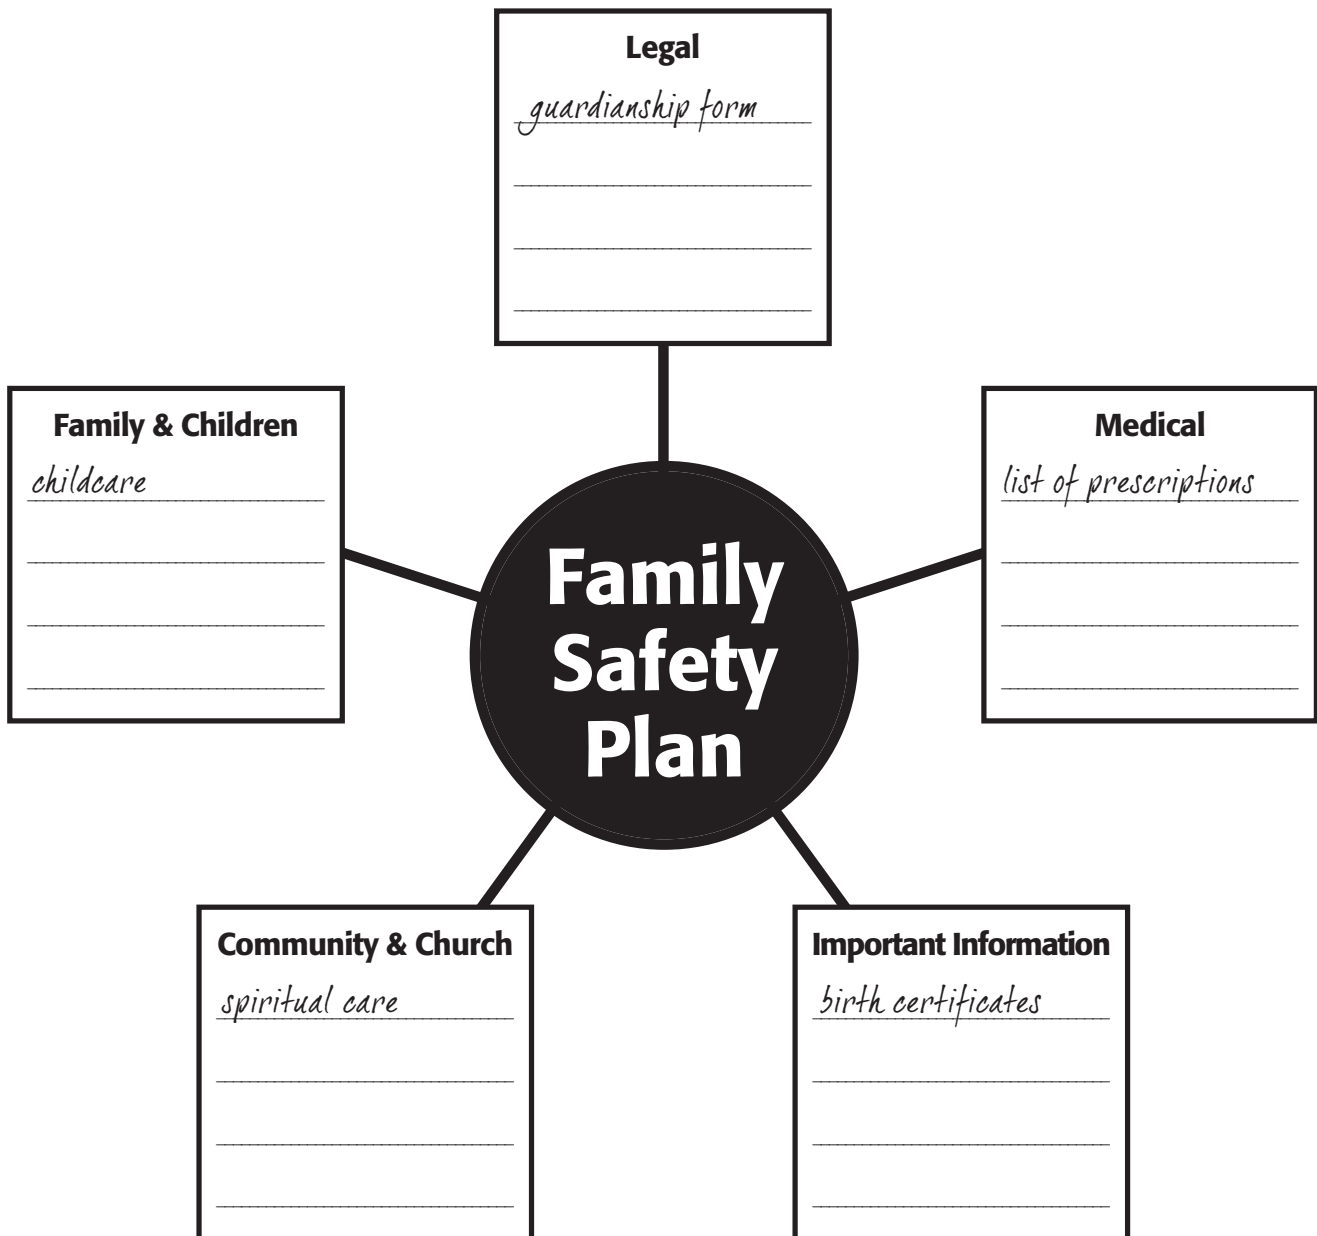 Legal
guardianship form
Family & Children
childcare
Medical
list of prescriptions
Family
Safety
Plan
Community & Church
spiritual care
Important Information
birth certificates